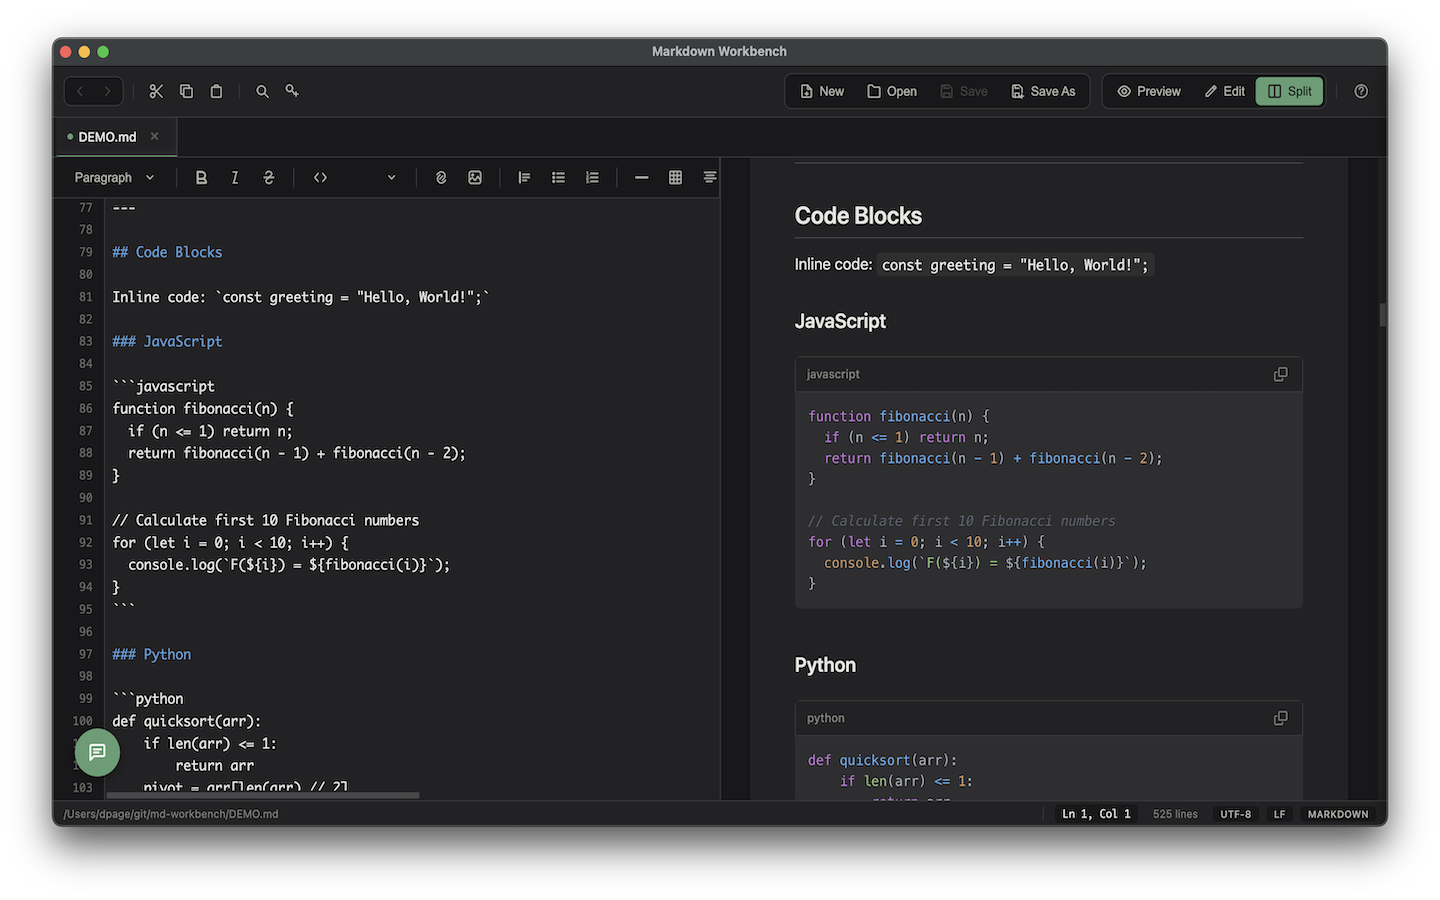 Markdown Workbench
New Open Save Save As Preview Edit Split
DEMO.md
Paragraph
77 ---
78
79 ## Code Blocks
80
81 Inline code: `const greeting = "Hello, World!";`
82
83 ### JavaScript
84
85 ```javascript
86 function fibonacci(n) {
87   if (n <= 1) return n;
88   return fibonacci(n - 1) + fibonacci(n - 2);
89 }
90
91 // Calculate first 10 Fibonacci numbers
92 for (let i = 0; i < 10; i++) {
93   console.log(`F(${i}) = ${fibonacci(i)}`);
94 }
95 ```
96
97 ### Python
98
99 ```python
100 def quicksort(arr):
    if len(arr) <= 1:
        return arr
103     pivot = arr[len(arr) // 2]
Code Blocks
Inline code: const greeting = "Hello, World!";
JavaScript
javascript
function fibonacci(n) {
  if (n <= 1) return n;
  return fibonacci(n - 1) + fibonacci(n - 2);
}
// Calculate first 10 Fibonacci numbers
for (let i = 0; i < 10; i++) {
  console.log(`F(${i}) = ${fibonacci(i)}`);
}
Python
python
def quicksort(arr):
    if len(arr) <= 1:
        return arr
/Users/dpage/git/md-workbench/DEMO.md
Ln 1, Col 1 525 lines UTF-8 LF MARKDOWN